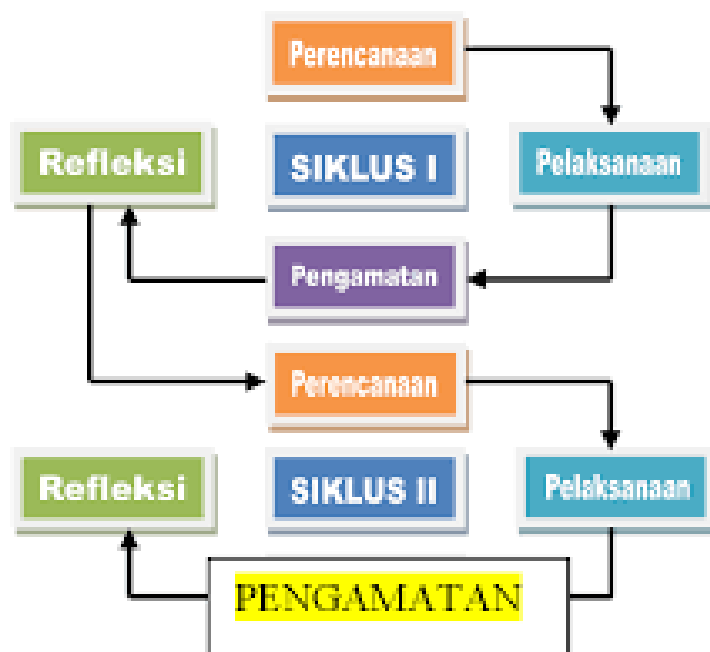 Perencanaan
Refleksi
SIKLUS I
Pelaksanaan
Pengamatan
Perencanaan
Refleksi
SIKLUS II
Pelaksanaan
PENGAMATAN